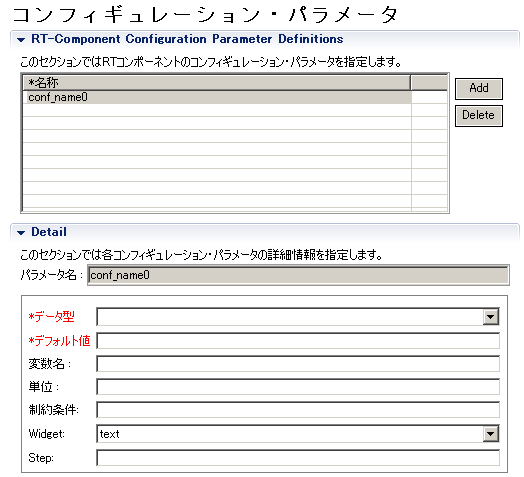 コンフィギュレーション・パラメータ
RT-Component Configuration Parameter Definitions
このセクションではRTコンポーネントのコンフィギュレーション・パラメータを指定します。
*名称
conf_name0
Add
Delete
Detail
このセクションでは各コンフィギュレーション・パラメータの詳細情報を指定します。
パラメータ名: conf_name0
*データ型
*デフォルト値
変数名:
単位:
制約条件:
Widget: text
Step: